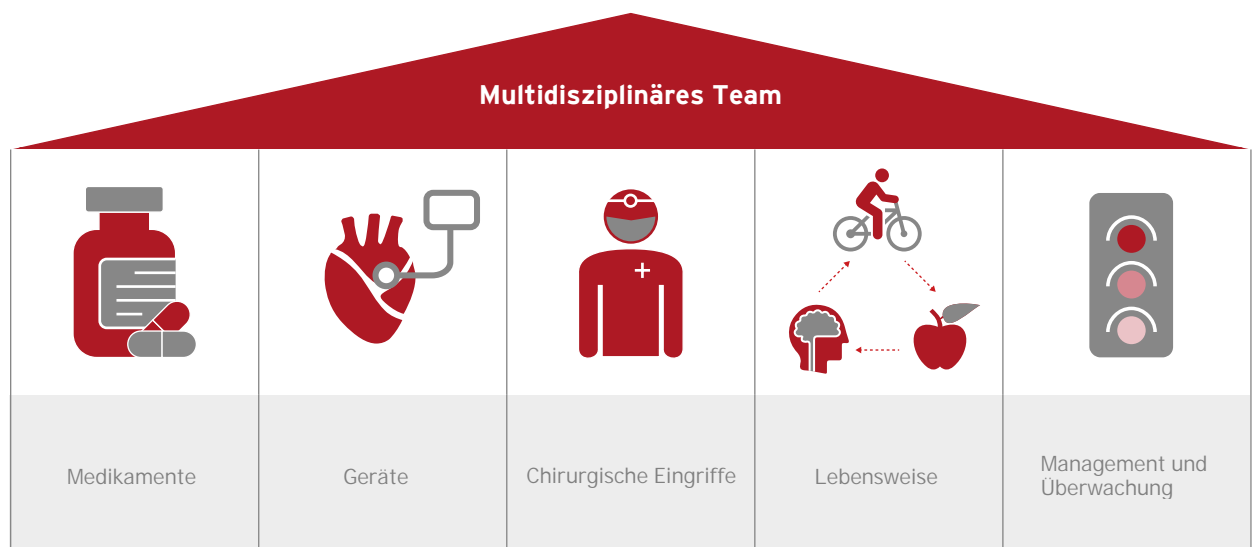 Multidisziplinäres Team
Medikamente
Geräte
Chirurgische Eingriffe
Lebensweise
Management und
Überwachung